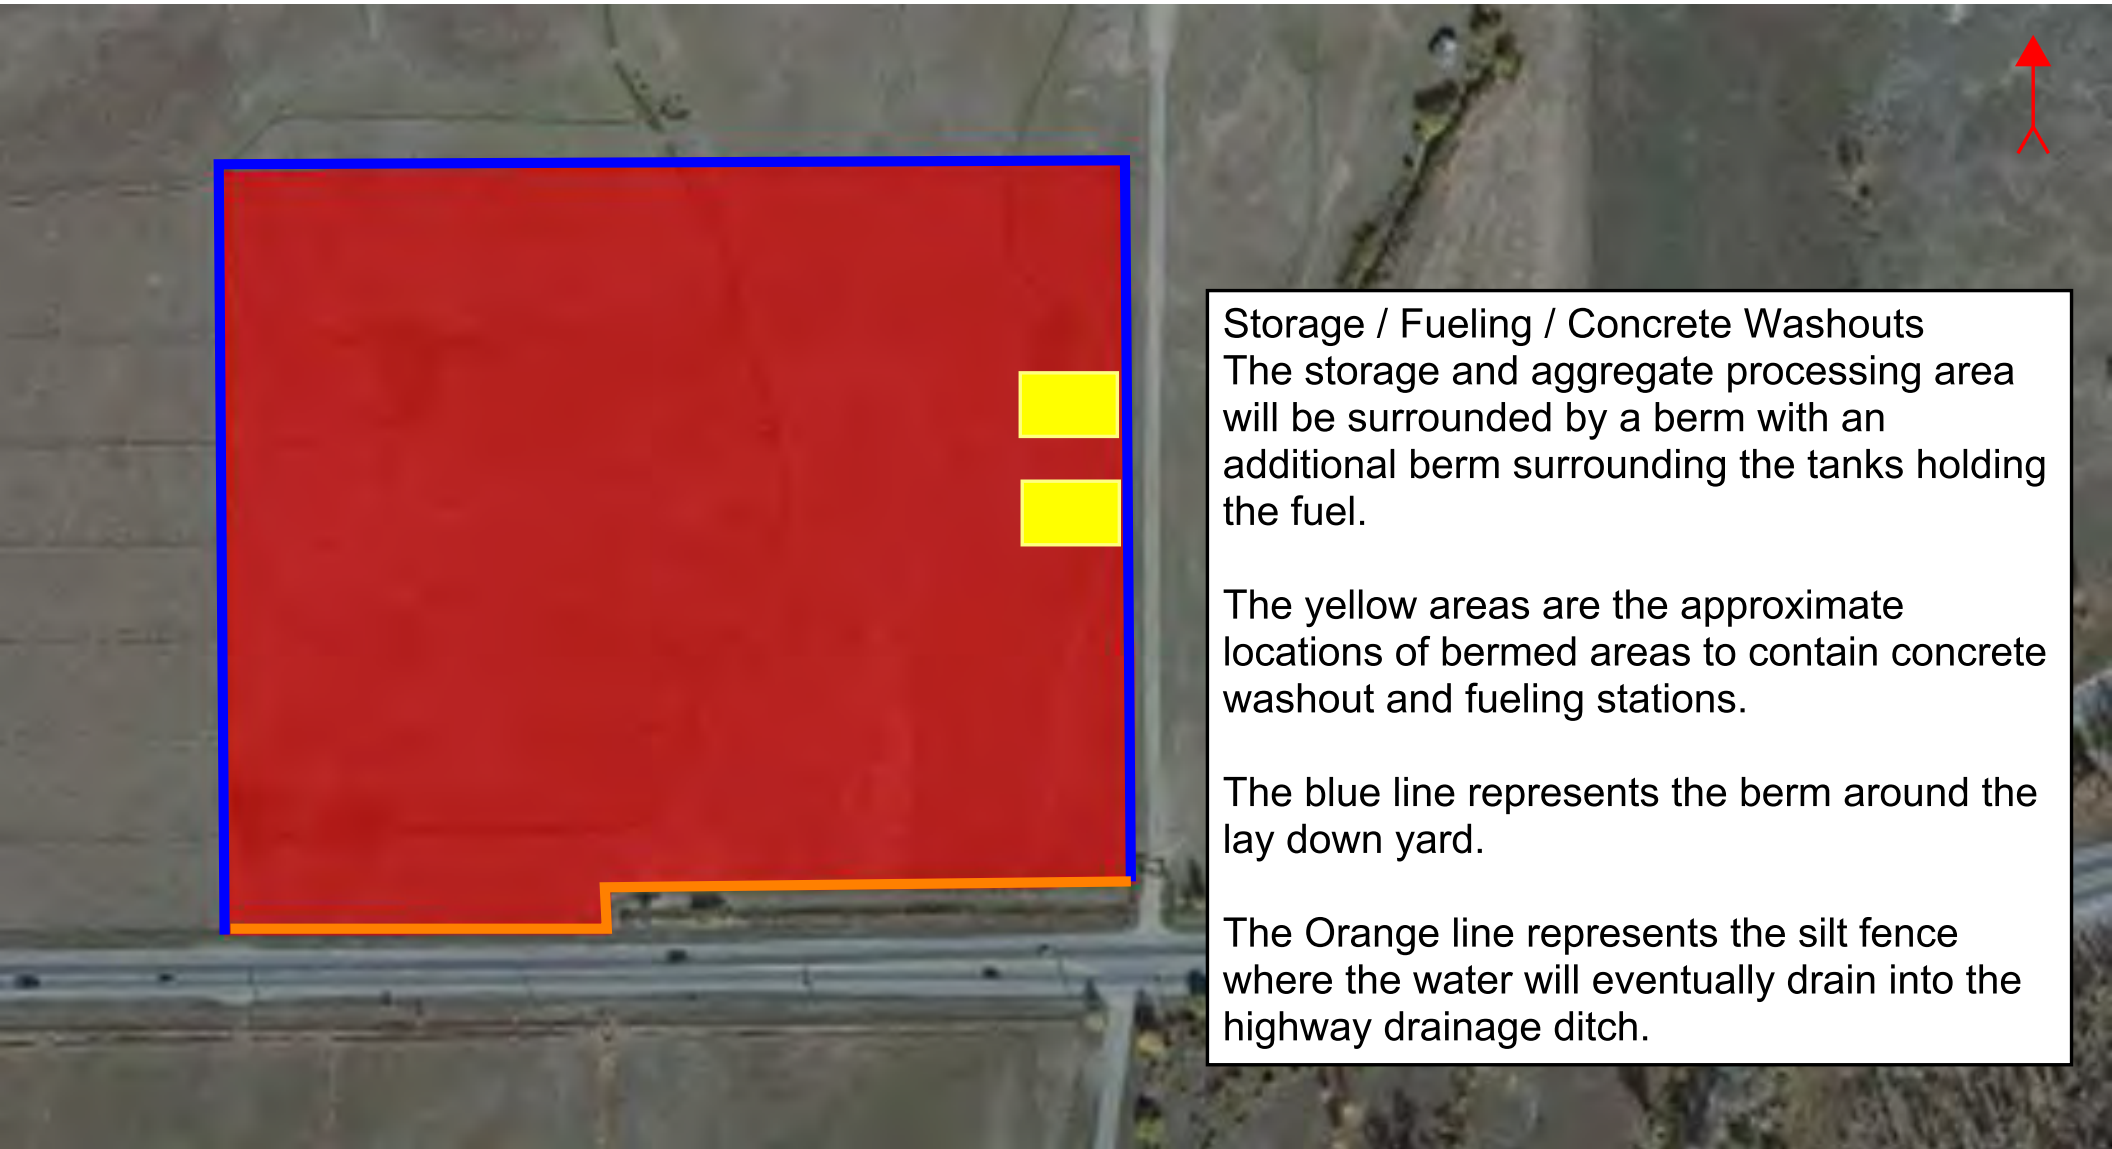 Storage / Fueling / Concrete Washouts
The storage and aggregate processing area
will be surrounded by a berm with an
additional berm surrounding the tanks holding
the fuel.
The yellow areas are the approximate
locations of bermed areas to contain concrete
washout and fueling stations.
The blue line represents the berm around the
lay down yard.
The Orange line represents the silt fence
where the water will eventually drain into the
highway drainage ditch.